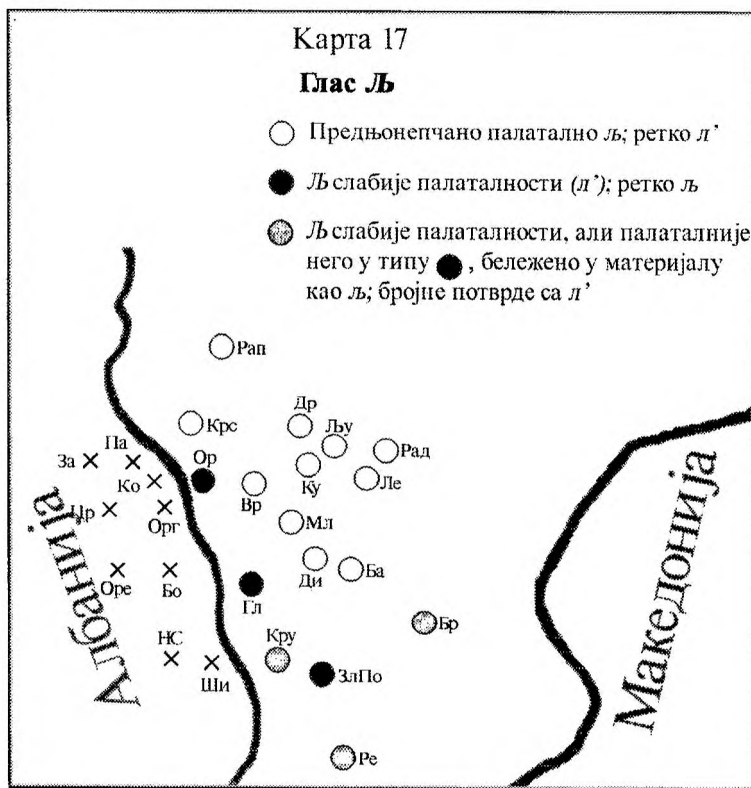 Карта 17
Глас Љ
Предњонепчано палатално љ; ретко л’
Љ слабије палаталности (л’); ретко љ
Љ слабије палаталности, али палаталније
него у типу , бележено у материјалу
као љ; бројне потврде са л’
Рап
Крс
Др
Љу
Рад
Па
За
Ор
Ко
Ку
Ле
Вр
Цр
Орг
Мл
Ди
Ба
Оре
Бо
Гл
Бр
НС
Ши
Кру
ЗлПо
Ре
Албанија
Македонија